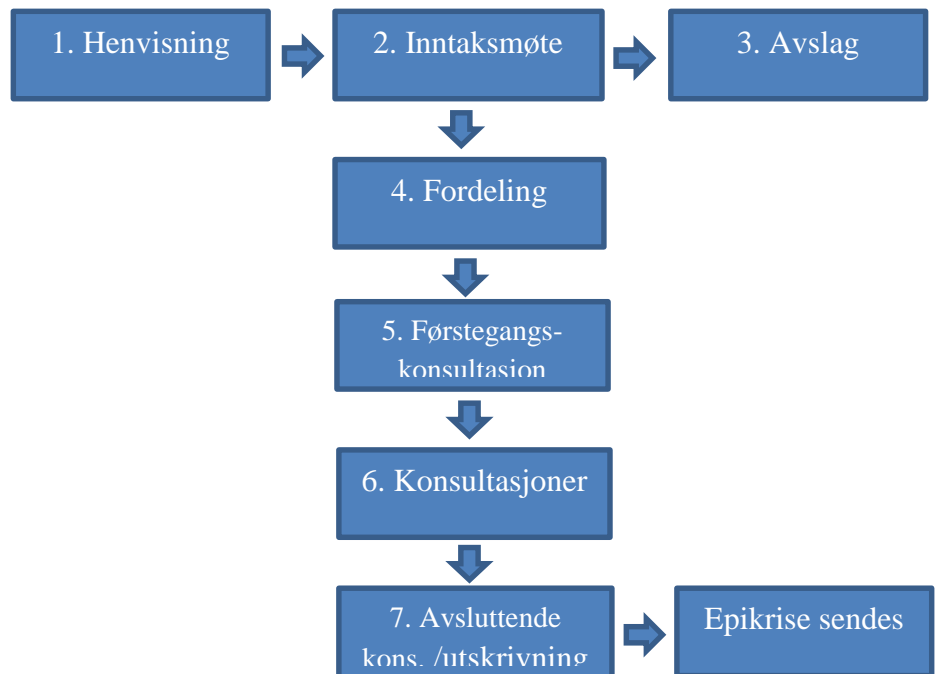 1. Henvisning
2. Inntaksmøte
3. Avslag
4. Fordeling
5. Førstegangs-
konsultasjon
6. Konsultasjoner
7. Avsluttende
kons. /utskrivning
Epikrise sendes